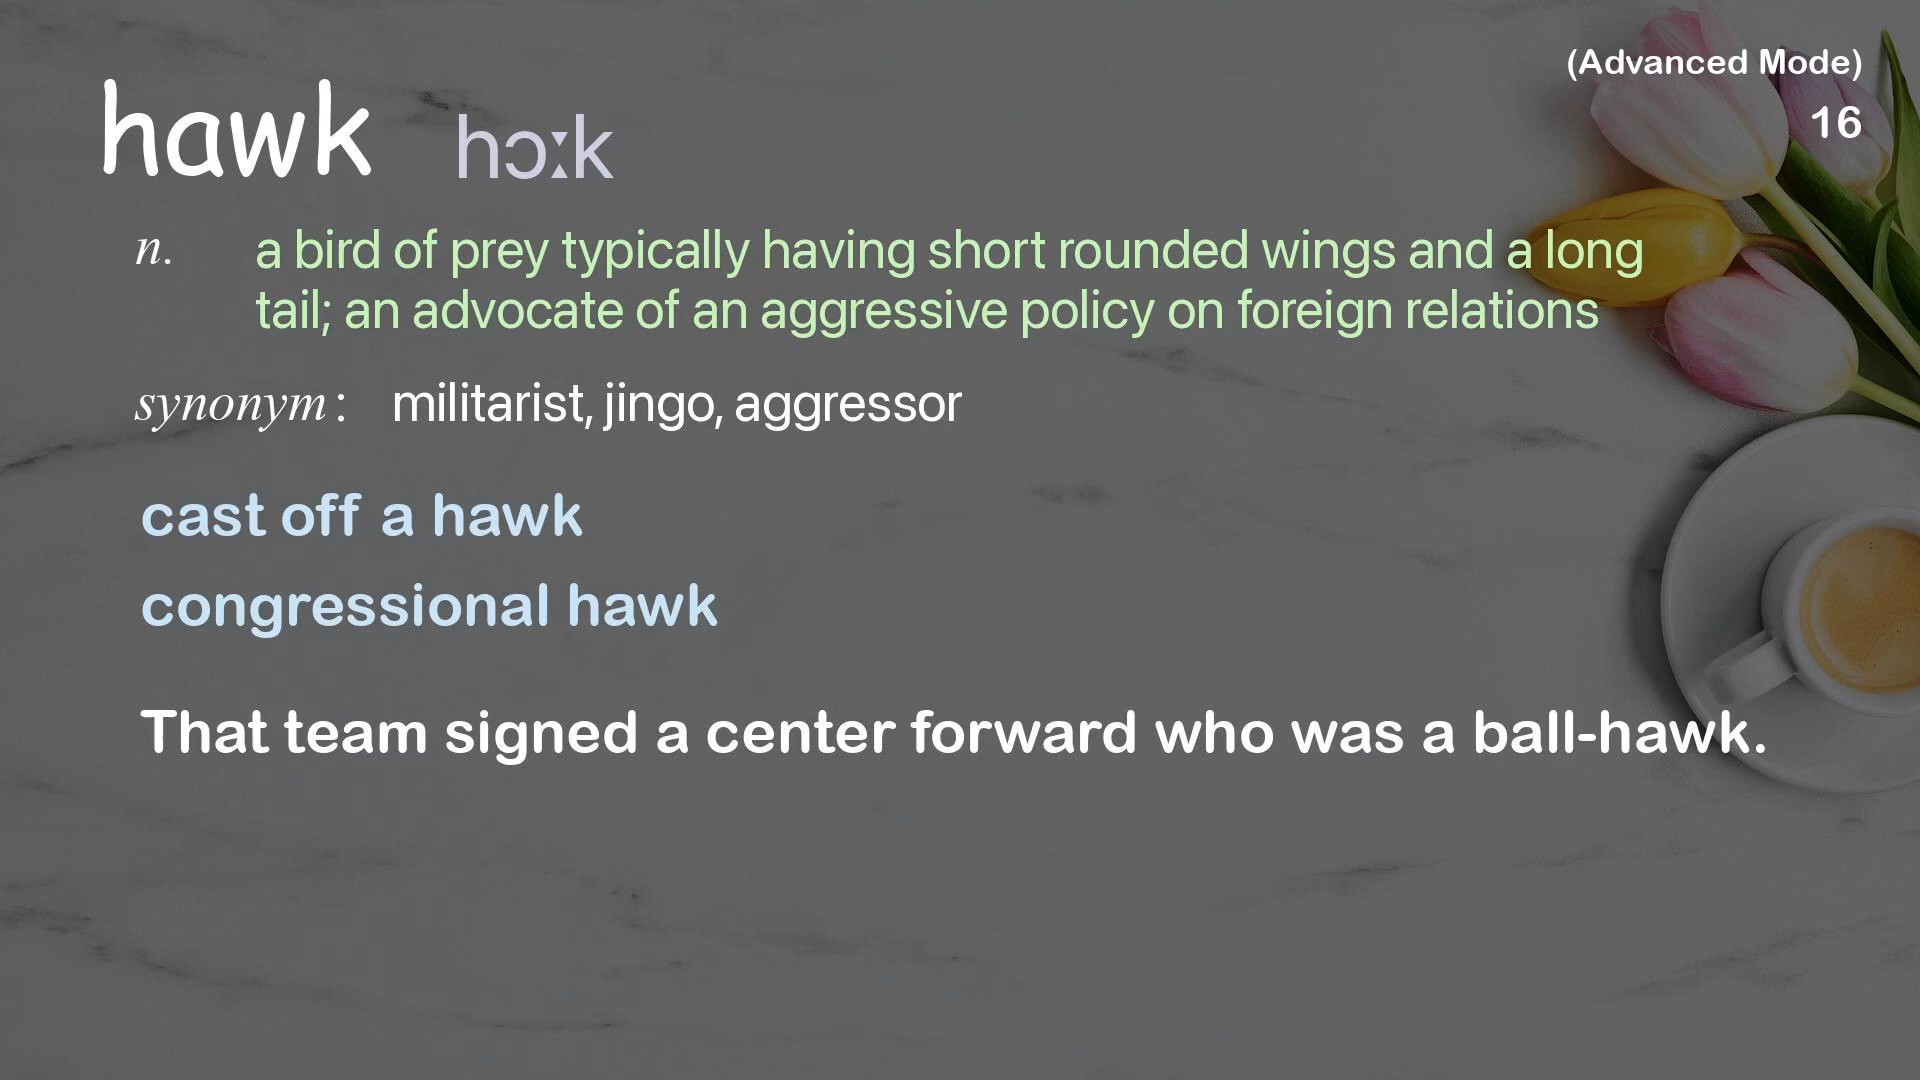 (Advanced Mode)
hawk hɔːk
16
n. a bird of prey typically having short rounded wings and a long
tail; an advocate of an aggressive policy on foreign relations
synonym: militarist, jingo, aggressor
cast off a hawk
congressional hawk
That team signed a center forward who was a ball-hawk.